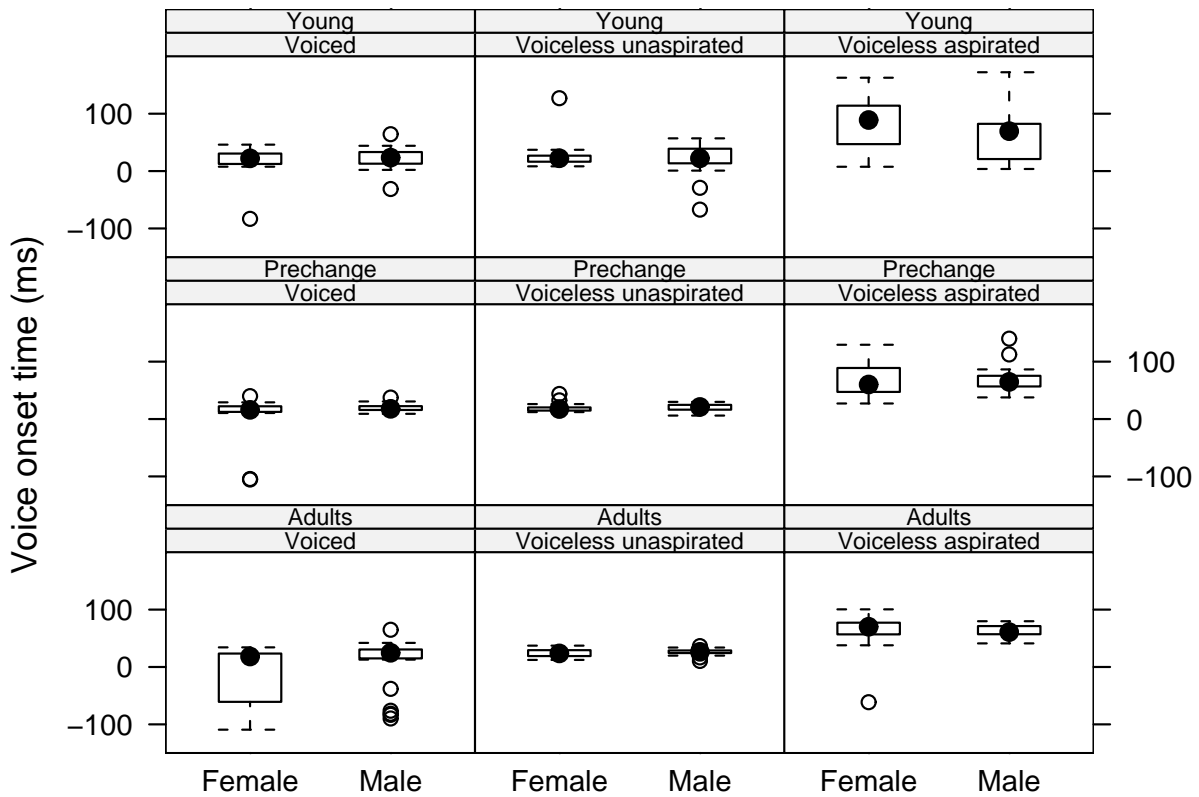 Young Young Young
Voiced Voiceless unaspirated Voiceless aspirated
100
0
−100
Prechange Prechange Prechange
Voiced Voiceless unaspirated Voiceless aspirated
100
0
−100
Adults Adults Adults
Voiced Voiceless unaspirated Voiceless aspirated
100
0
−100
Female Male Female Male Female Male
Voice onset time (ms)